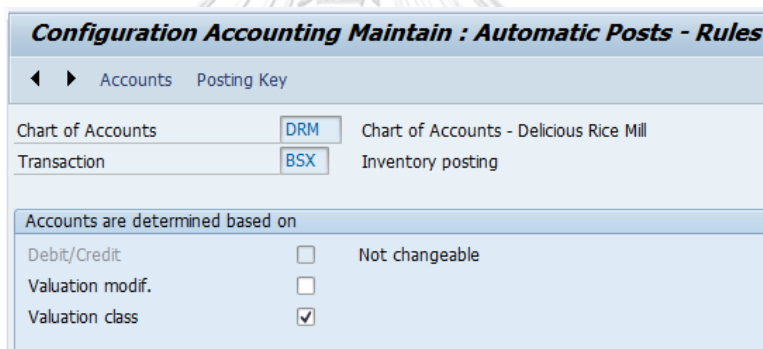 Configuration Accounting Maintain : Automatic Posts - Rules
Accounts Posting Key
Chart of Accounts DRM Chart of Accounts - Delicious Rice Mill
Transaction BSX Inventory posting
Accounts are determined based on
Debit/Credit Not changeable
Valuation modif.
Valuation class